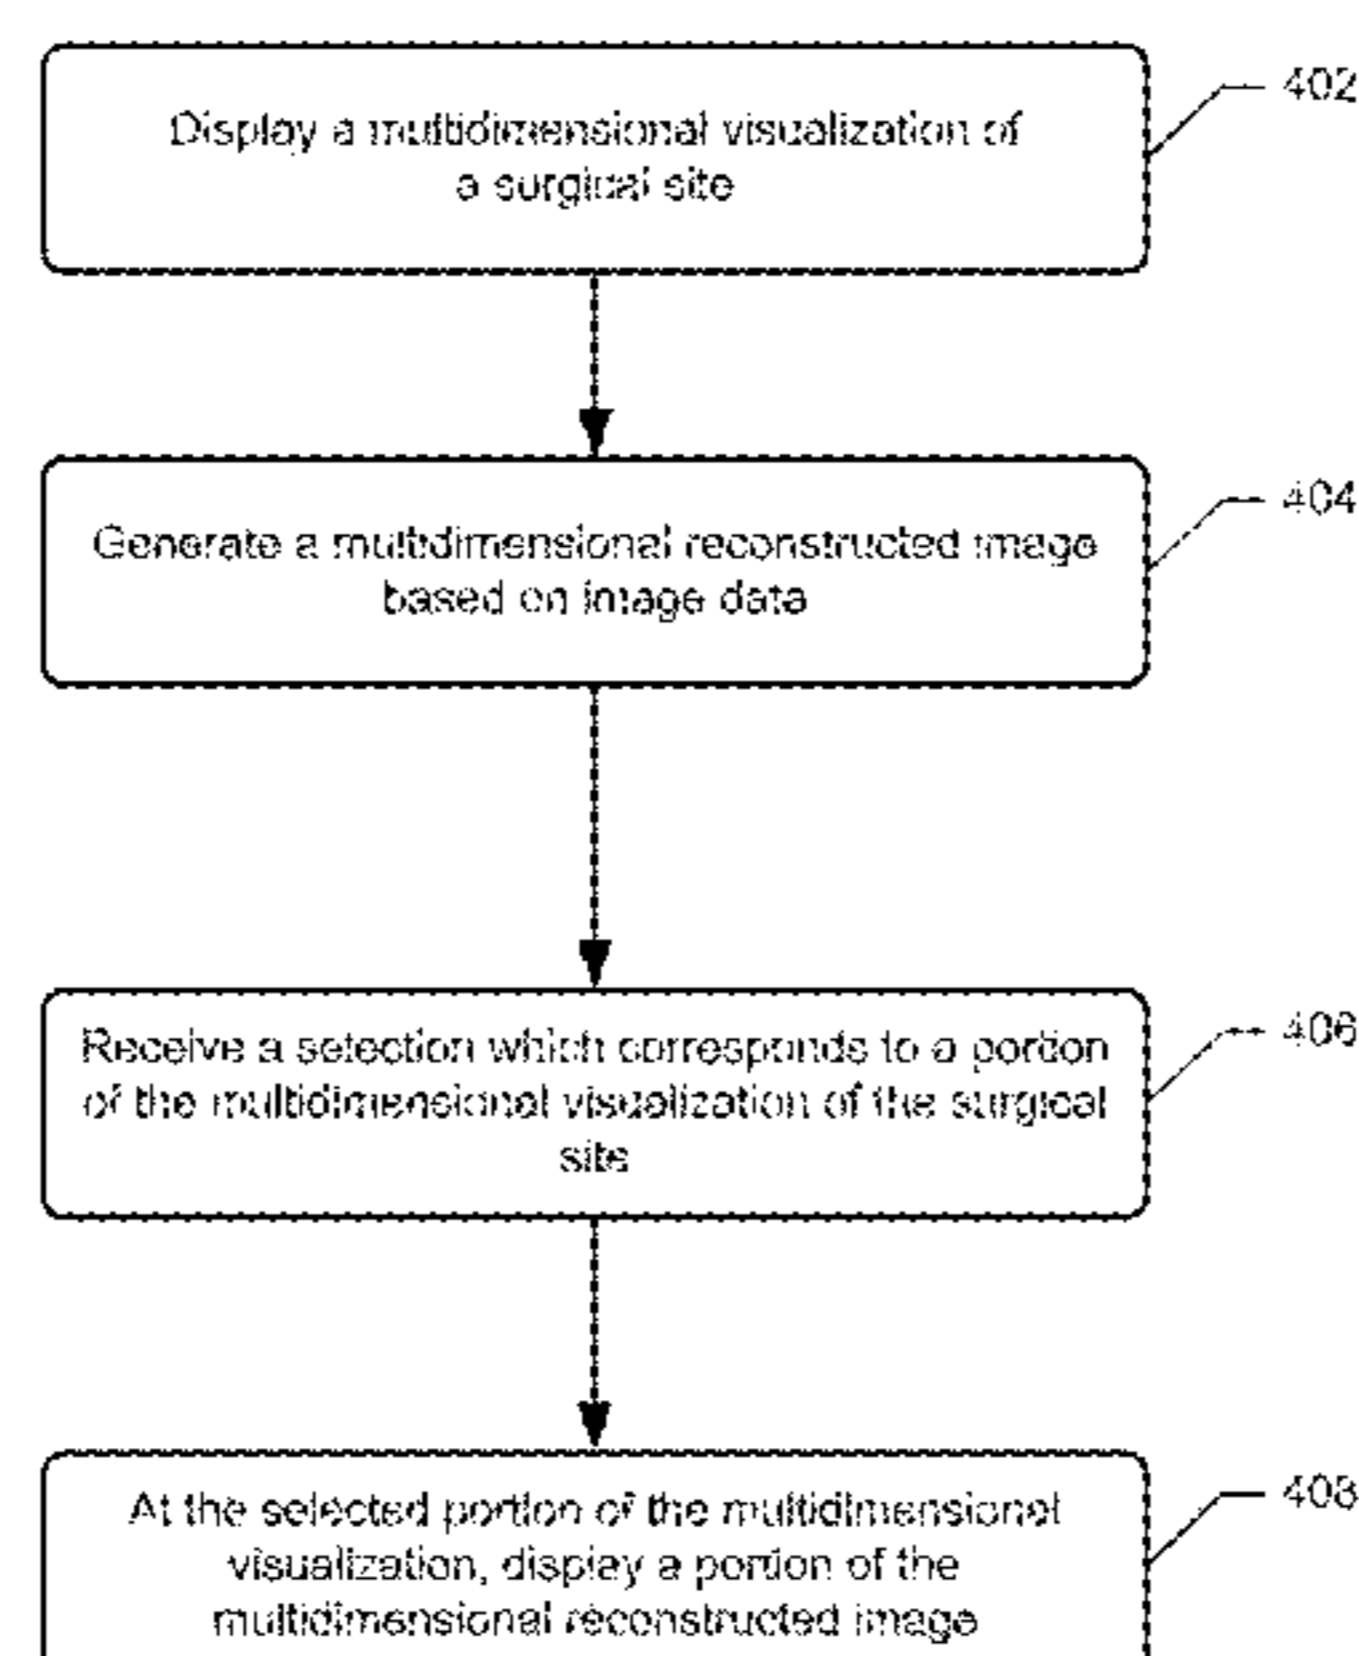 Display a multidimensional visualization of
a surgical site
402
Generate a multidimensional reconstructed image
based on image data
404
Receive a selection which corresponds to a portion
of the multidimensional visualization of the surgical
site
406
At the selected portion of the multidimensional
visualization, display a portion of the
multidimensional reconstructed image
408